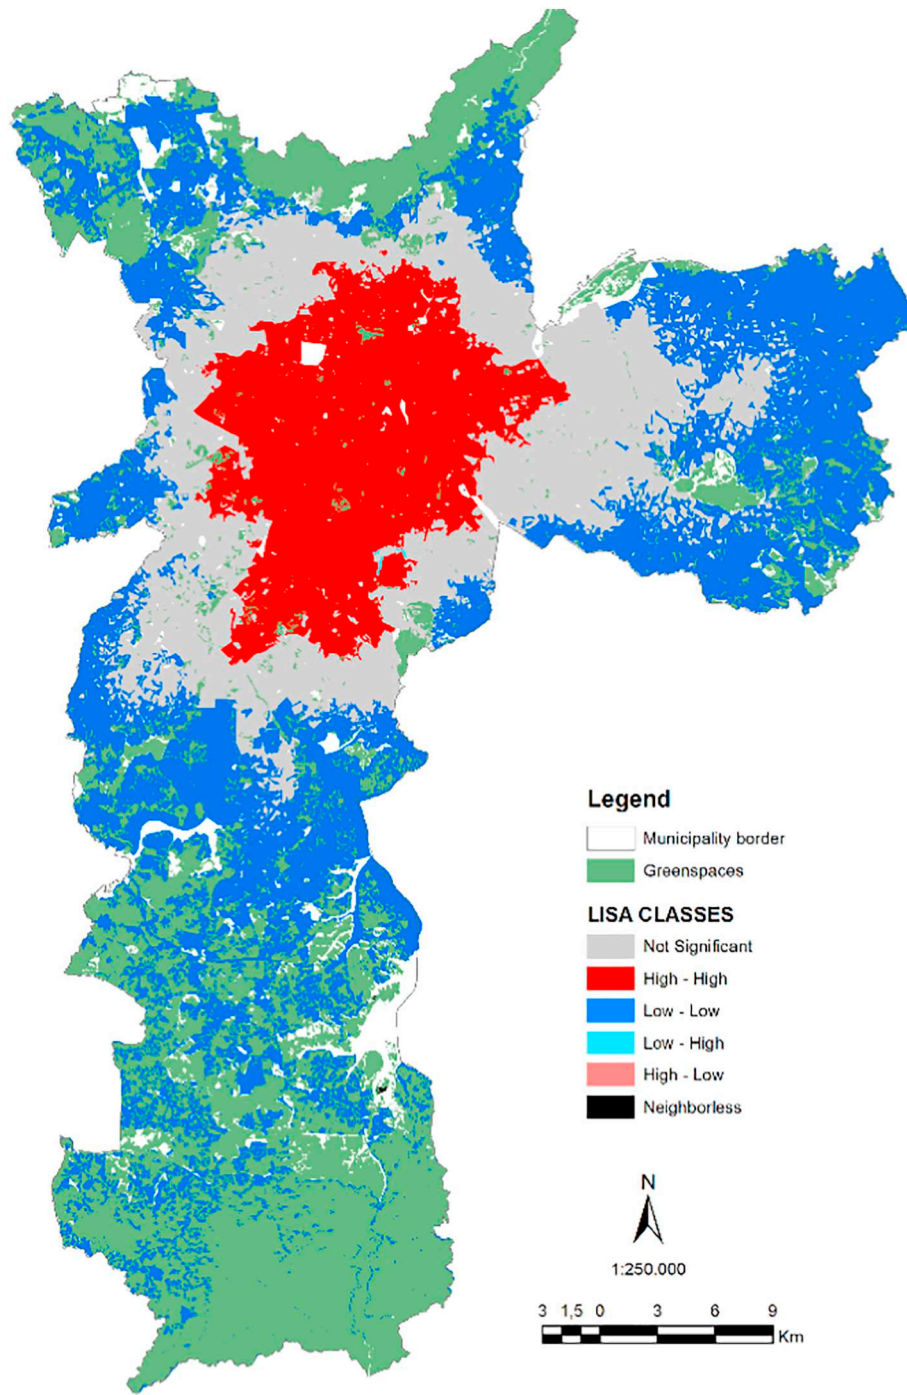 Legend
Municipality border
Greenspaces
LISA CLASSES
Not Significant
High - High
Low - Low
Low - High
High - Low
Neighborless
N
1:250.000
3 1,5 0 3 6 9
Km